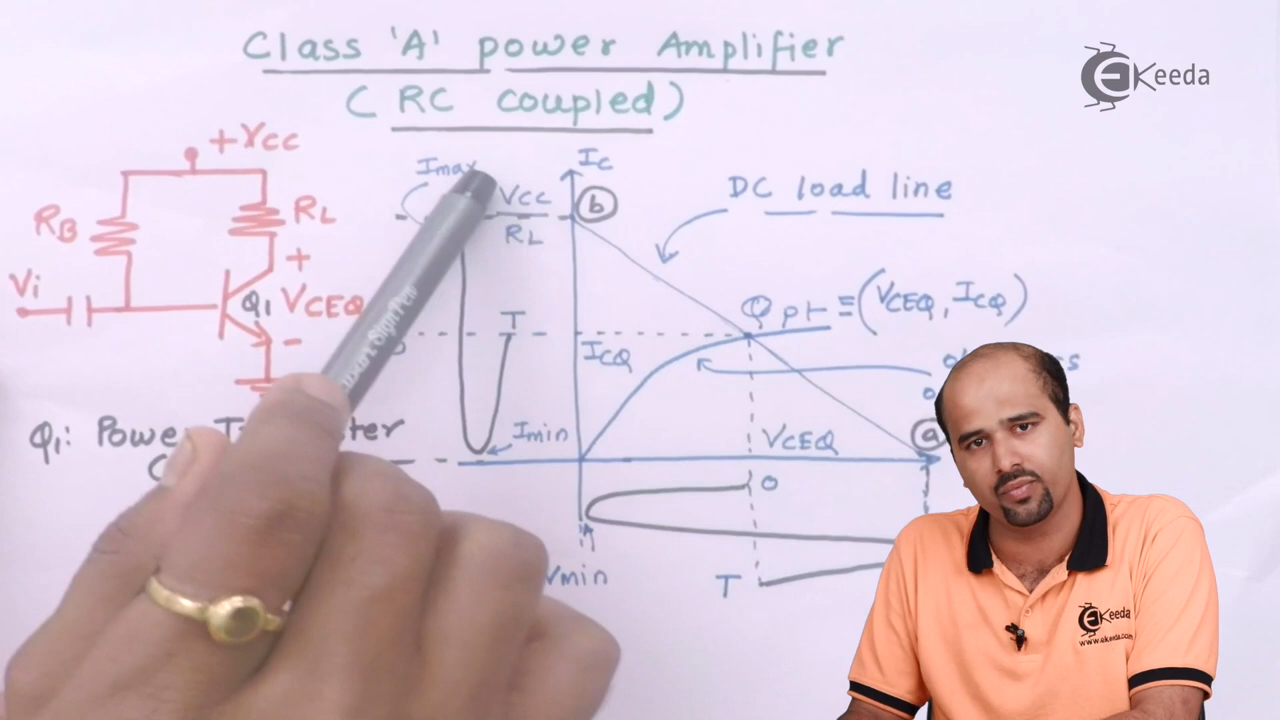 Class 'A' power Amplifier
( RC coupled )
EKeeda
+VCC
RB
RL
Vi
+
Q1
VCEQ
-
Imax
VCC
RL
IC
b
DC load line
T
ICQ
Q pt ≡ (VCEQ, ICQ)
Imin
VCEQ
a
0
T
Q1: Power
EKeeda
www.ekeeda.com